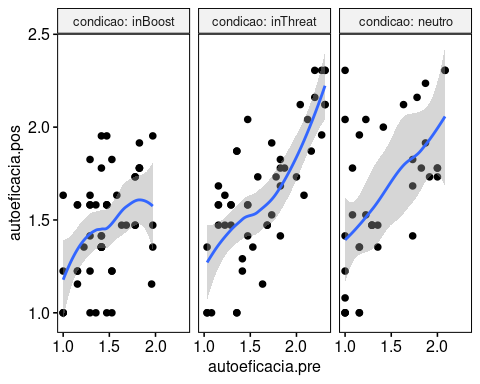 condicao: inBoost condicao: inThreat condicao: neutro
2.5
2.0
1.5
1.0
autoeficacia.pos
1.0 1.5 2.0 1.0 1.5 2.0 1.0 1.5 2.0
autoeficacia.pre